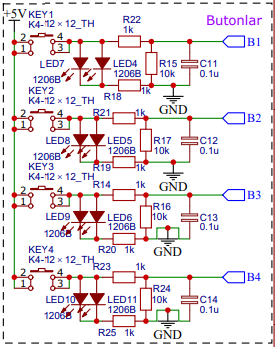 +5V KEY1 R22 Butonlar
K4-12×12_TH 1k
2 4 B1
1 3
LED7 LED4 R15 C11
1206B 1206B 10k 0.1u
R18 1k
GND
KEY2
K4-12×12_TH R21 1k
2 4 B2
1 3
LED8 LED5 R17 C12
1206B 1206B 10k 0.1u
R19 1k
KEY3 GND
K4-12×12_TH R14 1k
2 4 B3
1 3
LED9 LED6 R16 C13
1206B 1206B 10k 0.1u
R20 1k
GND
KEY4
K4-12×12_TH R23 1k
2 4 B4
1 3
LED10 LED11 R24 C14
1206B 1206B 10k 0.1u
R25 1k GND